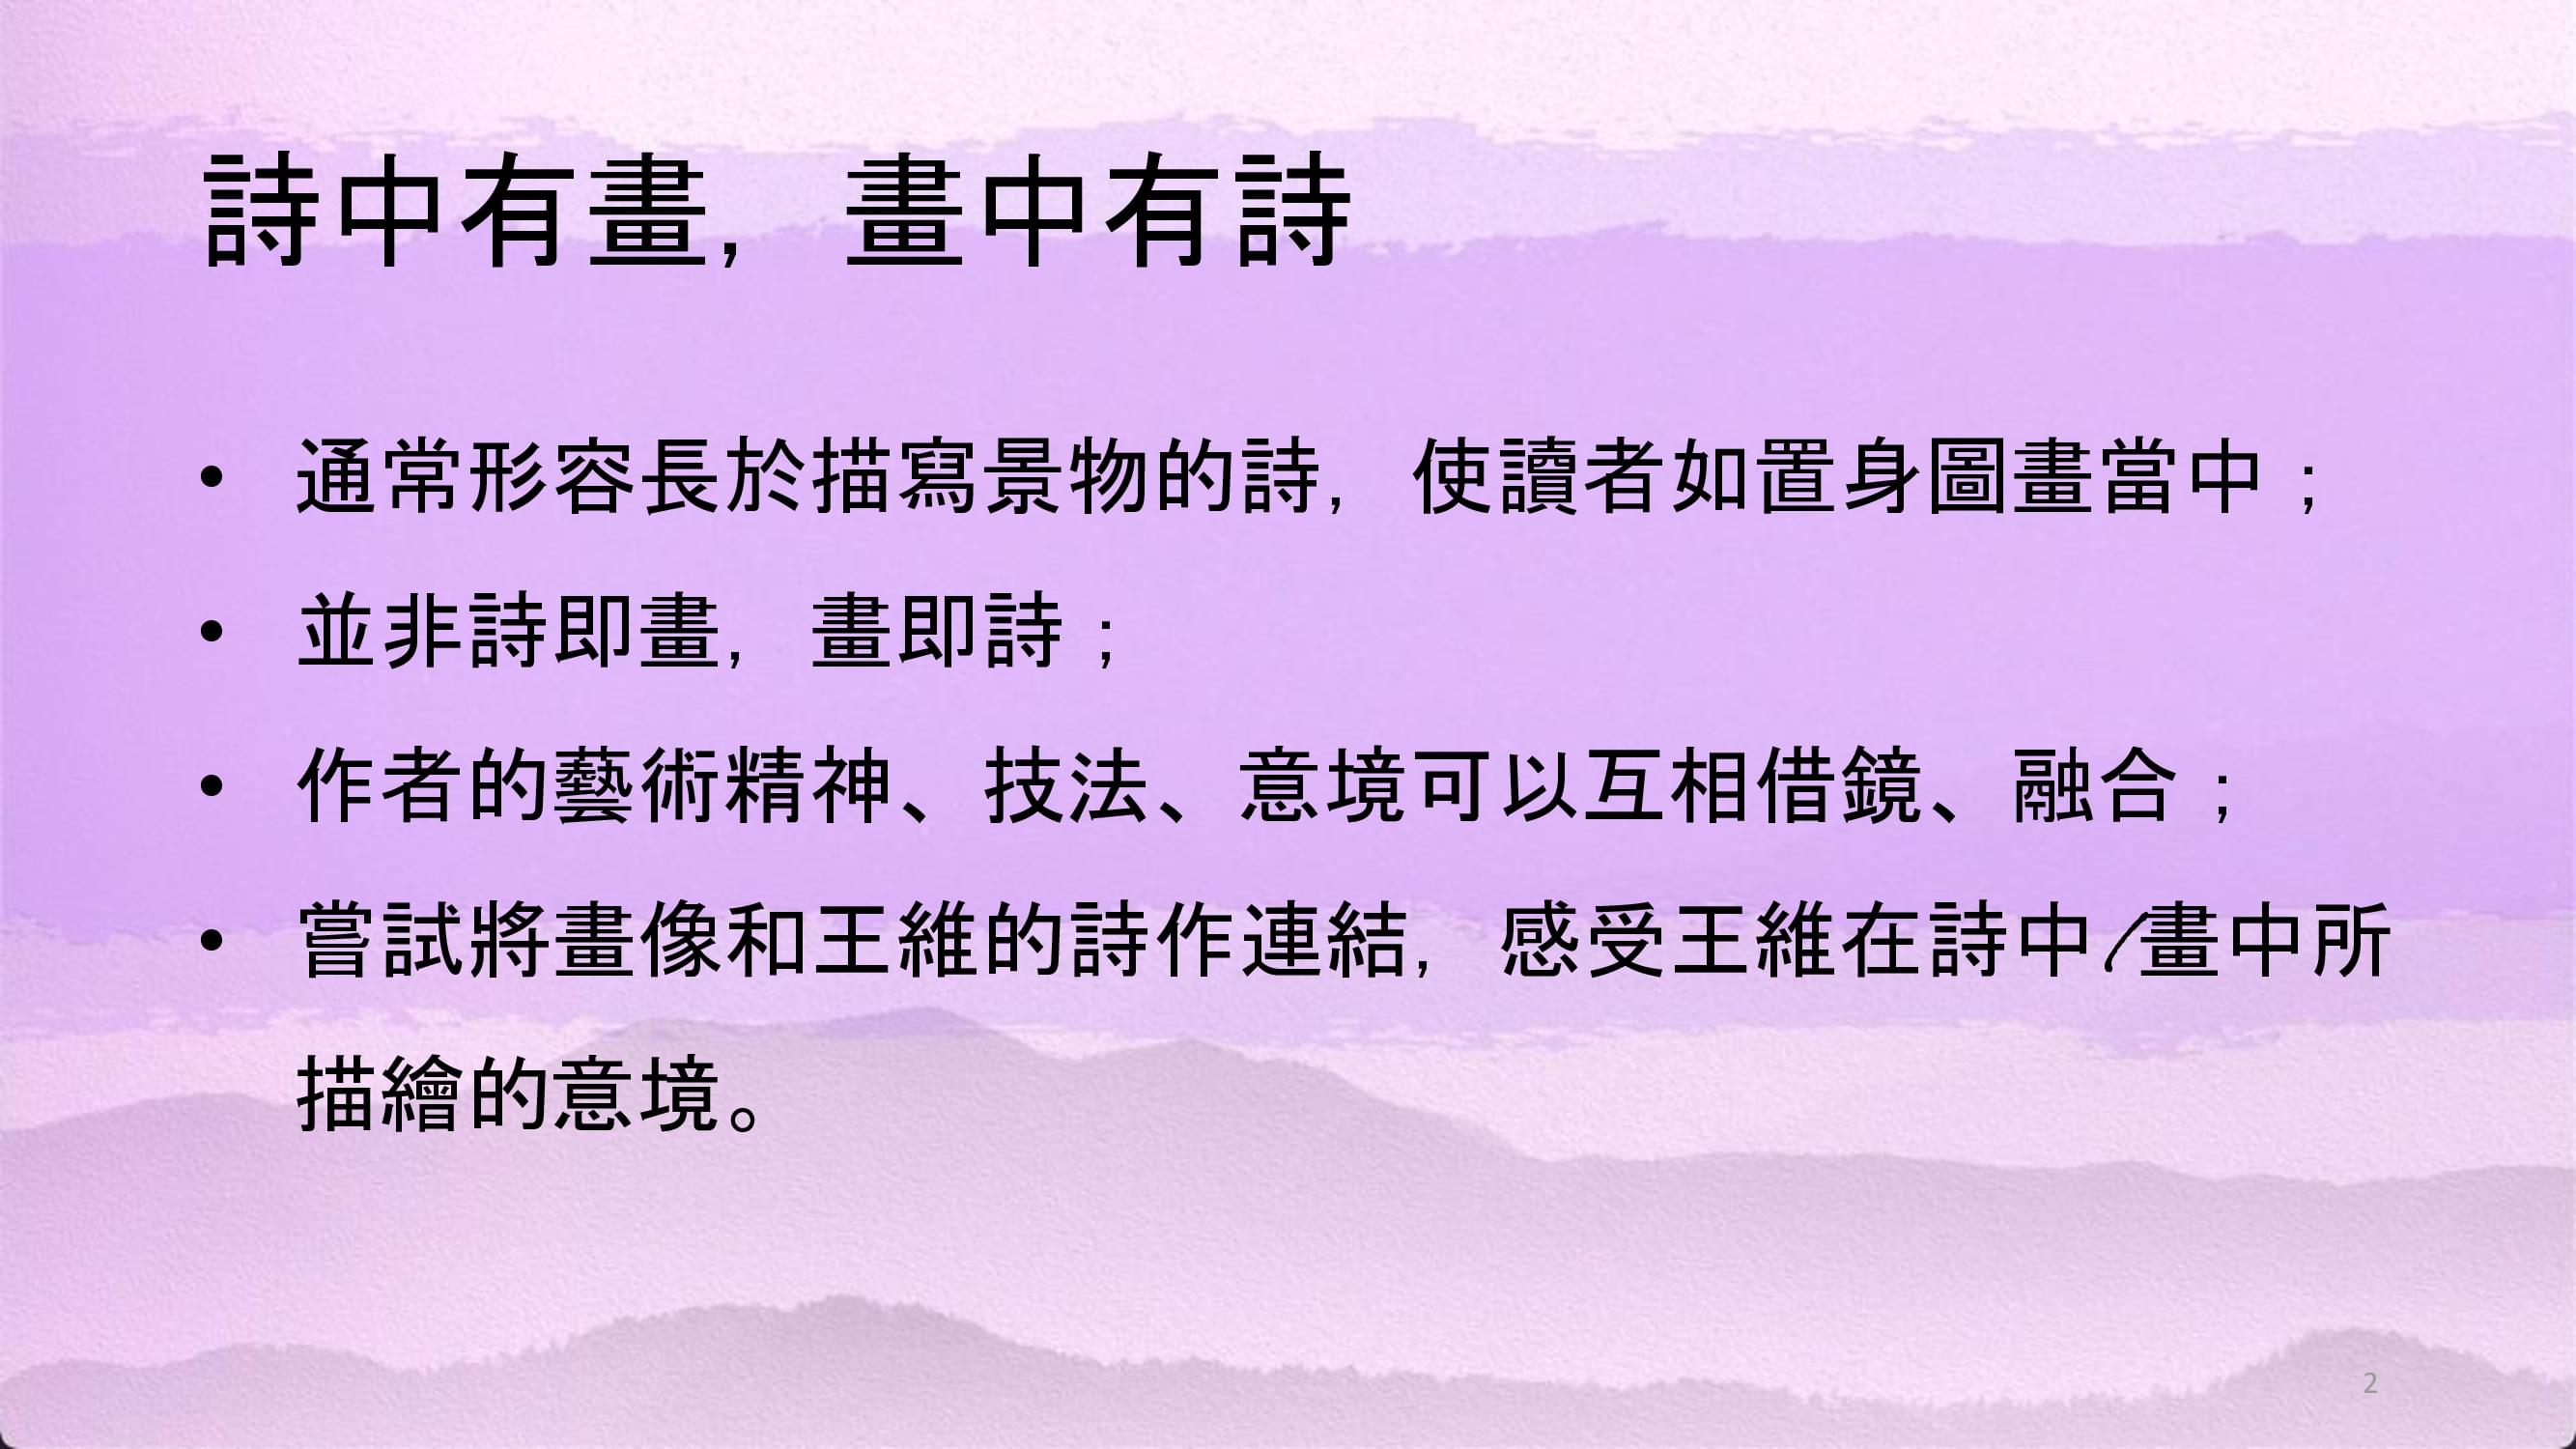 詩中有畫，畫中有詩
• 通常形容長於描寫景物的詩，使讀者如置身圖畫當中；
• 並非詩即畫，畫即詩；
• 作者的藝術精神、技法、意境可以互相借鏡、融合；
• 嘗試將畫像和王維的詩作連結，感受王維在詩中/畫中所
描繪的意境。
2